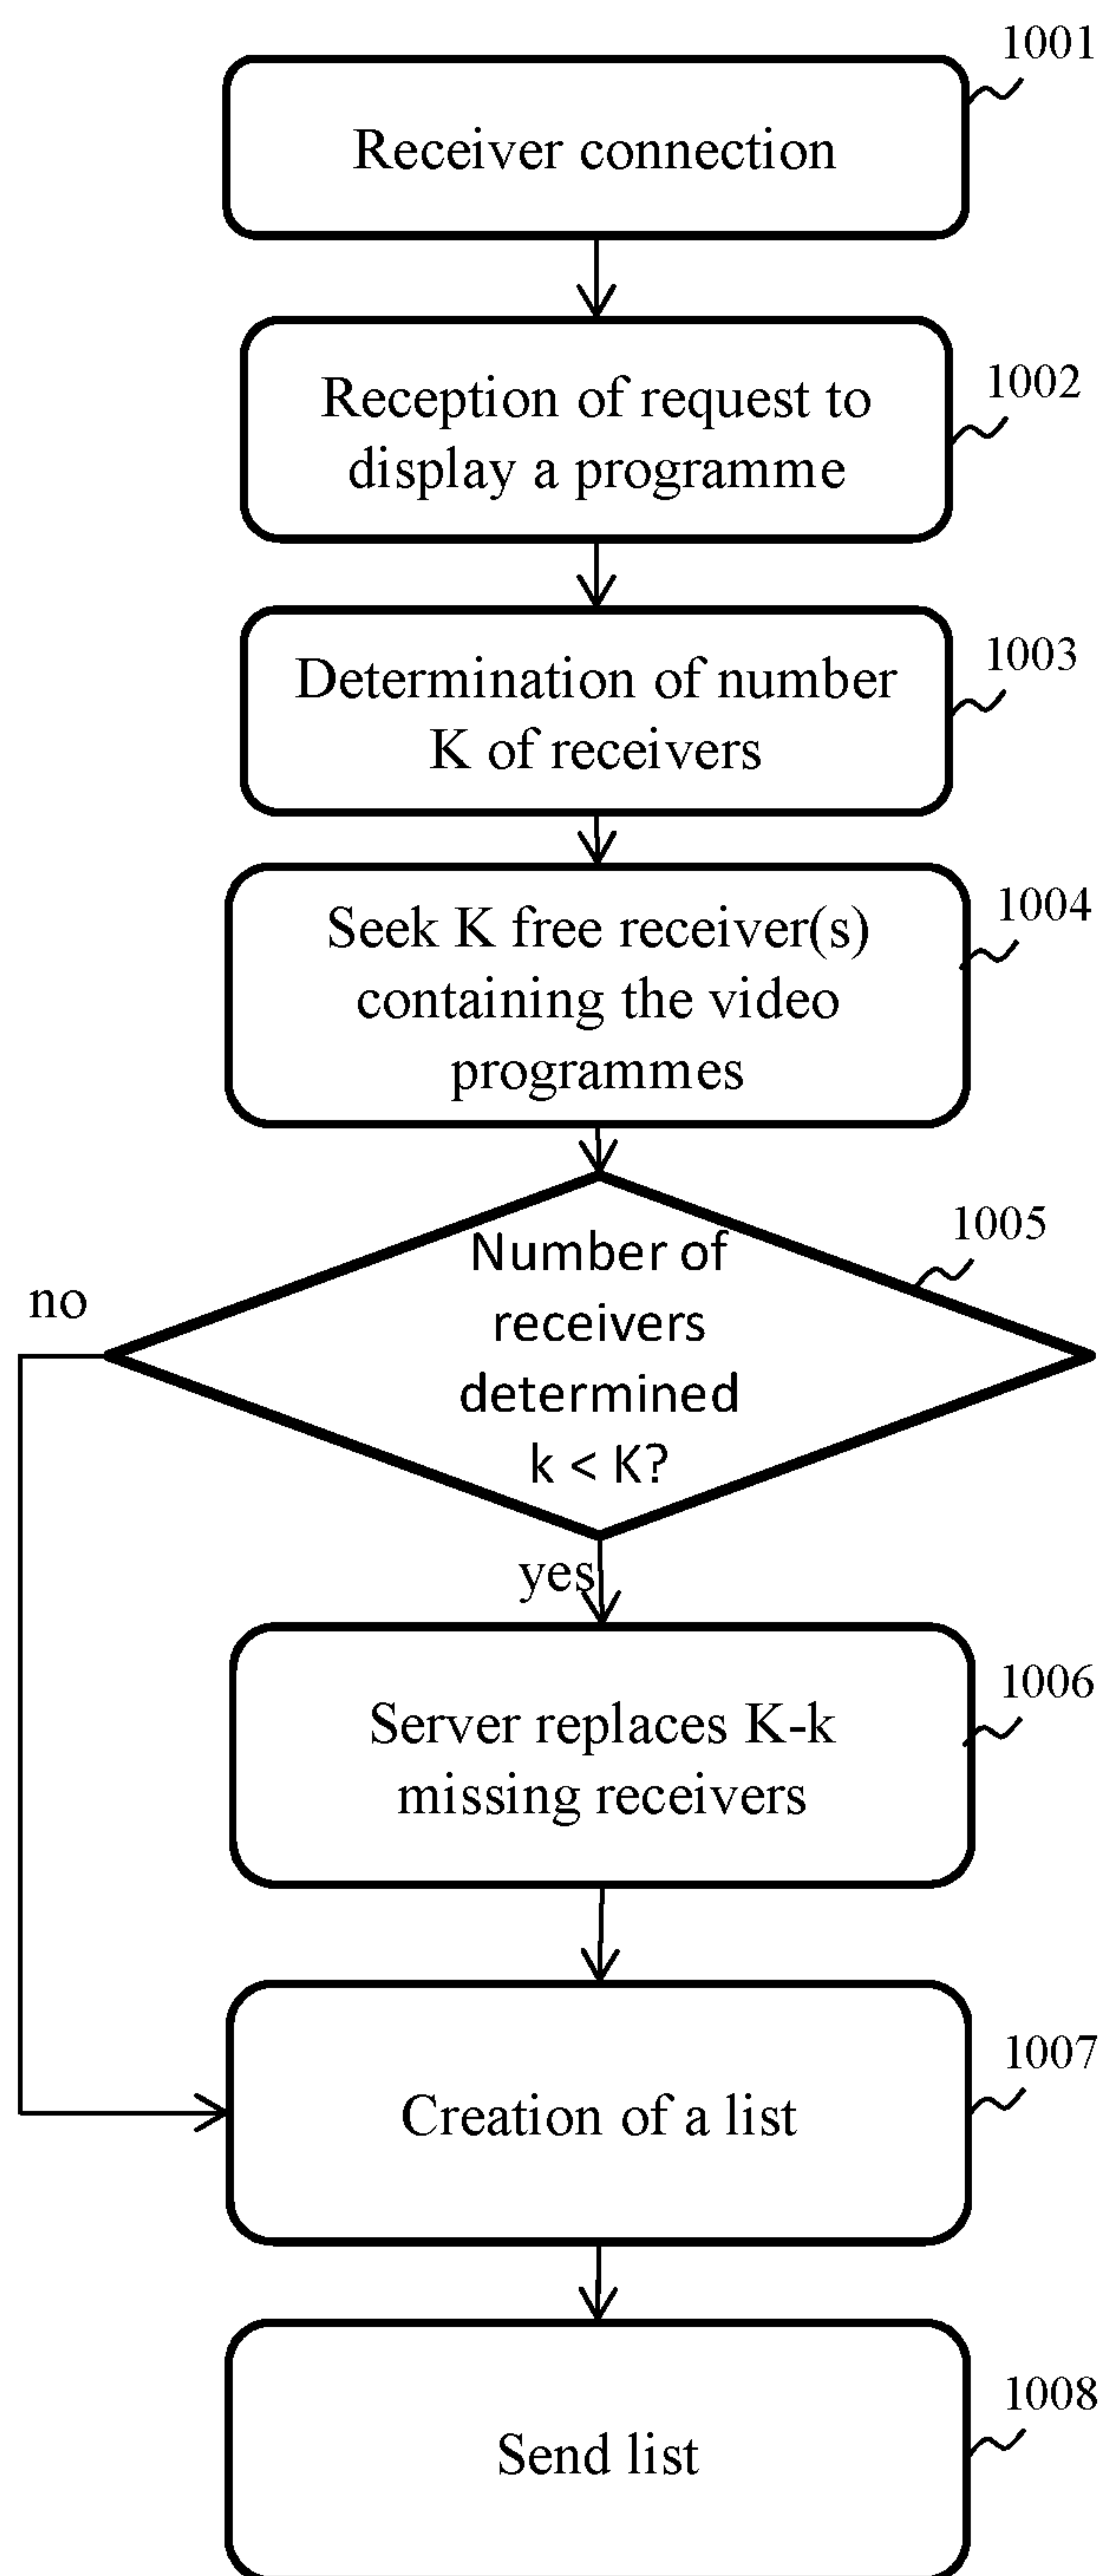 1001
Receiver connection
1002
Reception of request to
display a programme
1003
Determination of number
K of receivers
1004
Seek K free receiver(s)
containing the video
programmes
1005
Number of
receivers
determined
k < K?
no
yes
1006
Server replaces K-k
missing receivers
1007
Creation of a list
1008
Send list